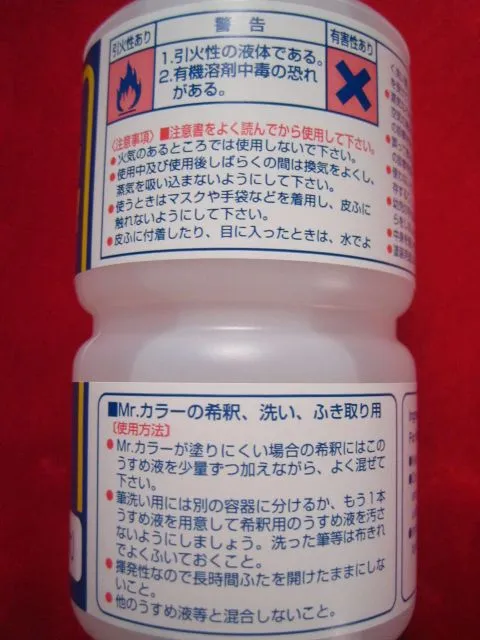 引火性あり
警告
有害性あり
1.引火性の液体である。
2.有機溶剤中毒の恐れ
がある。
〈注意事項〉■注意書をよく読んでから使用して下さい。
●火気のあるところでは使用しないで下さい。
●使用中及び使用後しばらくの間は換気をよくし、
蒸気を吸い込まないようにして下さい。
●使うときはマスクや手袋などを着用し、皮ふに
触れないようにして下さい。
●皮ふに付着したり、目に入ったときは、水でよ
■Mr.カラーの希釈、洗い、ふき取り用
〔使用方法〕
●Mr.カラーが塗りにくい場合の希釈にはこの
うすめ液を少量ずつ加えながら、よく混ぜて
下さい。
●筆洗い用には別の容器に分けるか、もう1本
うすめ液を用意して希釈用のうすめ液を汚さ
ないようにしましょう。洗った筆等は布きれ
でよくふいておくこと。
●揮発性なので長時間ふたを開けたままにしな
いこと。
●他のうすめ液等と混合しないこと。